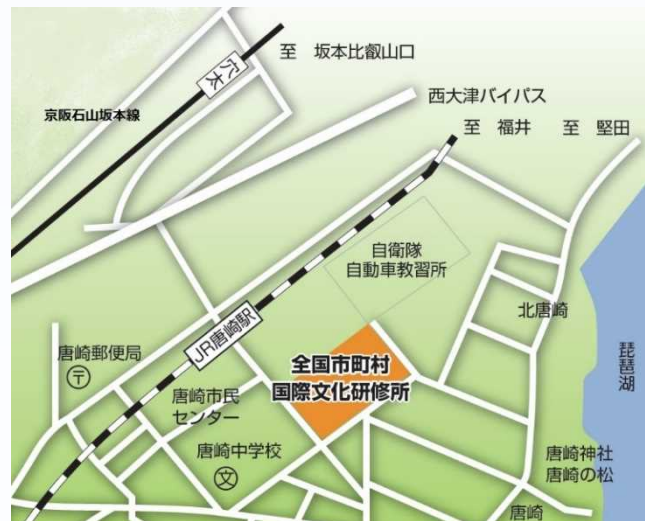 至 坂本比叡山口
穴太
京阪石山坂本線
西大津バイパス
至 福井
至 堅田
自衛隊
自動車教習所
北唐崎
JR唐崎駅
琵琶湖
唐崎郵便局
〒
全国市町村
国際文化研修所
唐崎市民
センター
唐崎中学校
文
唐崎神社
唐崎の松
唐崎